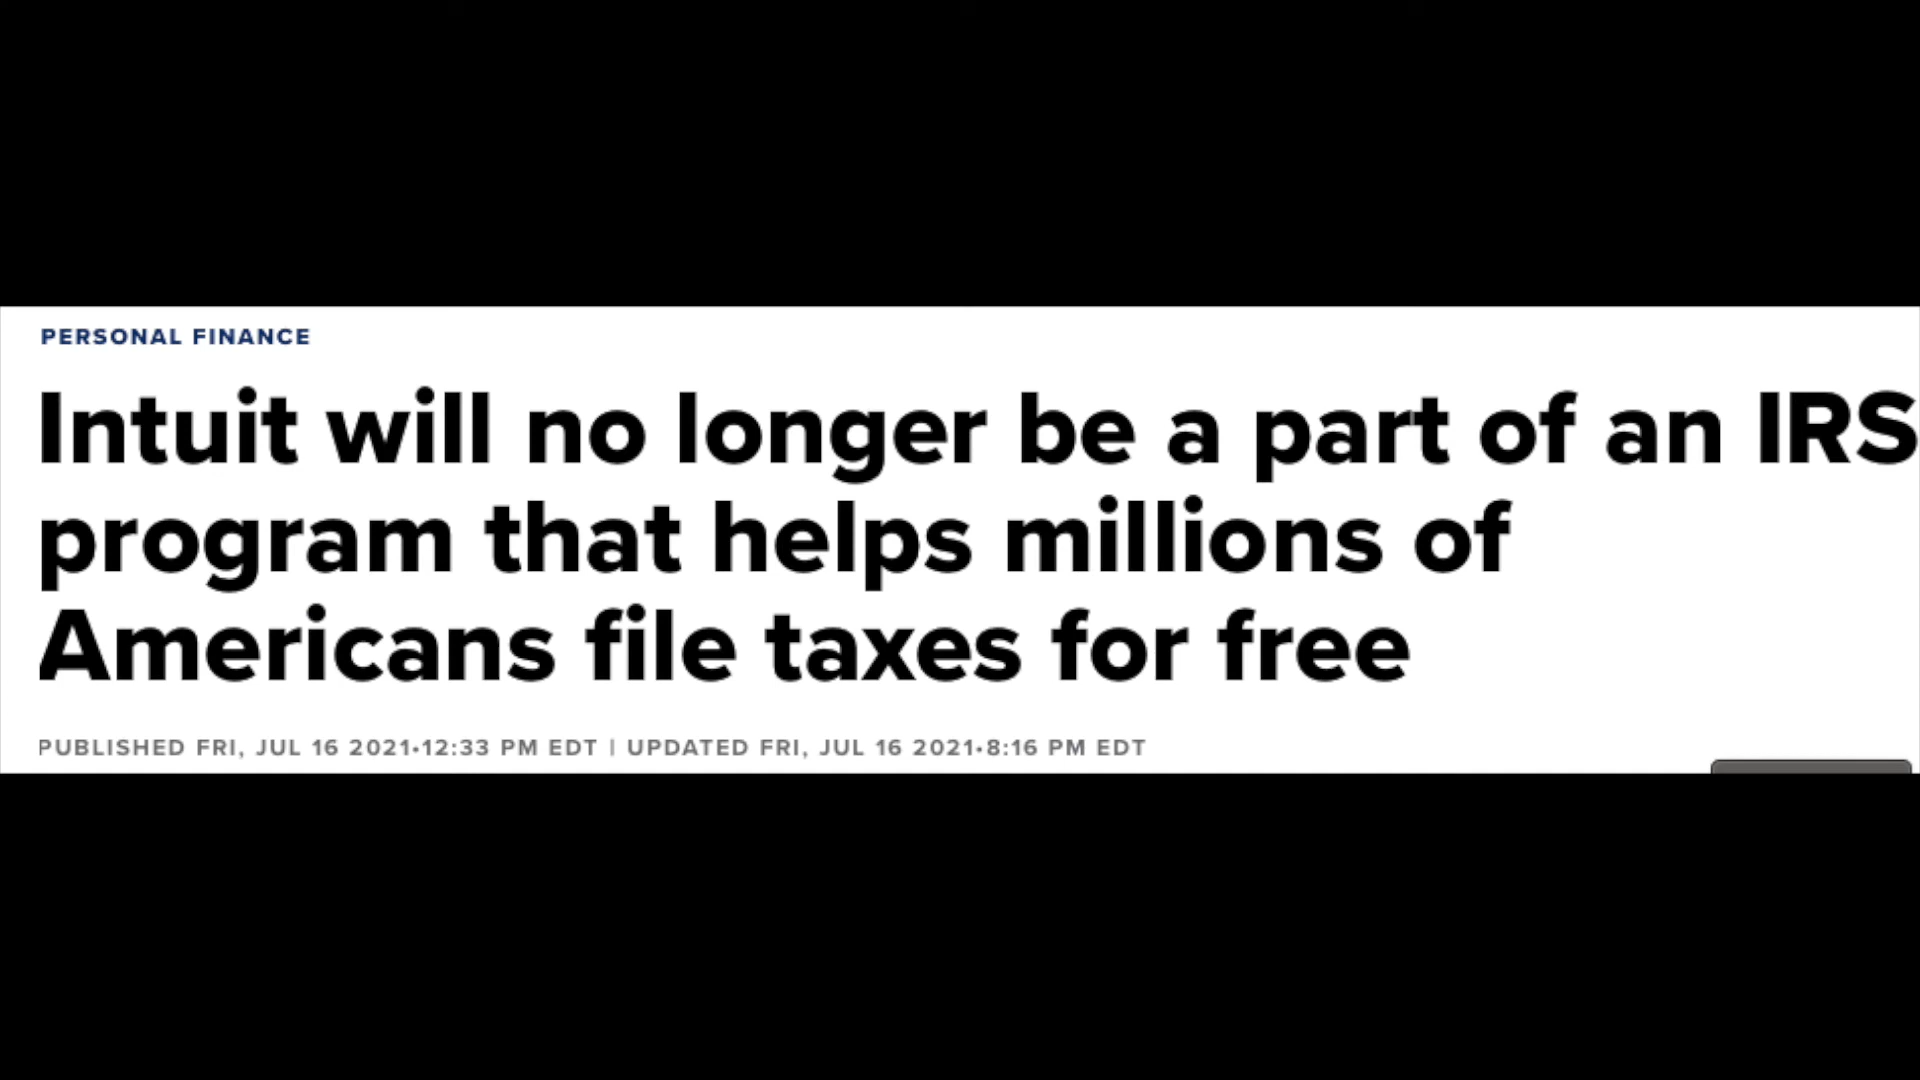 PERSONAL FINANCE
Intuit will no longer be a part of an IRS
program that helps millions of
Americans file taxes for free
PUBLISHED FRI, JUL 16 2021•12:33 PM EDT | UPDATED FRI, JUL 16 2021•8:16 PM EDT